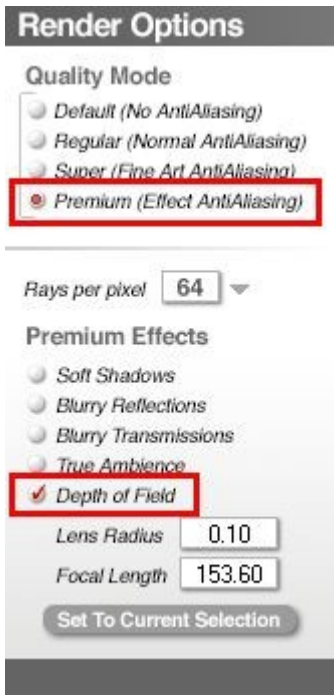 Render Options
Quality Mode
Default (No AntiAliasing)
Regular (Normal AntiAliasing)
Super (Fine Art AntiAliasing)
Premium (Effect AntiAliasing)
Rays per pixel 64
Premium Effects
Soft Shadows
Blurry Reflections
Blurry Transmissions
True Ambience
Depth of Field
Lens Radius 0.10
Focal Length 153.60
Set To Current Selection